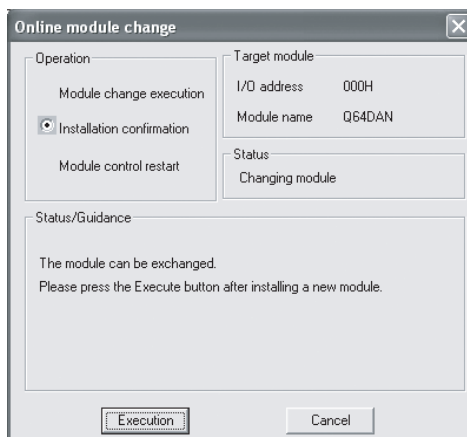 Online module change
Operation
Module change execution
Installation confirmation
Module control restart
Target module
I/O address 000H
Module name Q64DAN
Status
Changing module
Status/Guidance
The module can be exchanged.
Please press the Execute button after installing a new module.
Execution Cancel